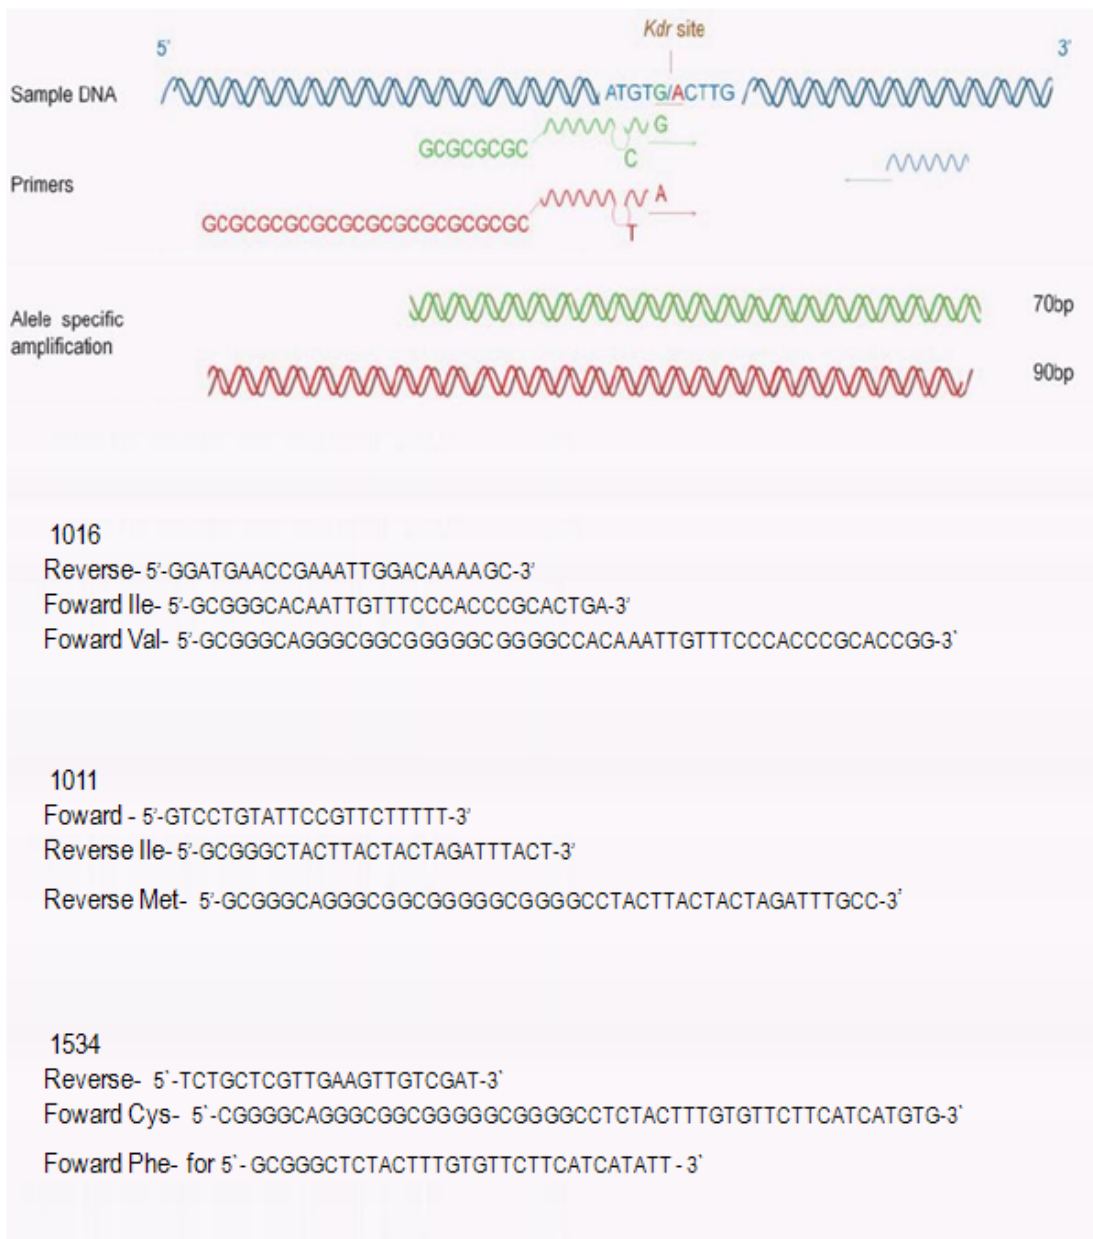 Kdr site
5' 3'
Sample DNA ATGTG/ACTTG
G
GCGCGCGC C
Primers
A
GCGCGCGCGCGCGCGCGCGCGCGC T
Alele specific
amplification
70bp
90bp
1016
Reverse- 5'-GGATGAACCGAAATTGGACAAAAGC-3'
Foward Ile- 5'-GCGGGCACAATTGTTTCCCACCCGCACTGA-3'
Foward Val- 5'-GCGGGCAGGGCGGCGGGGGCGGGGCCACAAATTGTTTCCCACCCGCACCGG-3`
1011
Foward - 5'-GTCCTGTATTCCGTTCTTTTT-3'
Reverse Ile- 5'-GCGGGCTACTTACTACTAGATTTACT-3'
Reverse Met- 5'-GCGGGCAGGGCGGCGGGGGCGGGGCCTACTTACTACTAGATTTGCC-3'
1534
Reverse- 5`-TCTGCTCGTTGAAGTTGTCGAT-3`
Foward Cys- 5`-CGGGGCAGGGCGGCGGGGGCGGGGCCTCTACTTTGTGTTCTTCATCATGTG-3`
Foward Phe- for 5`- GCGGGCTCTACTTTGTGTTCTTCATCATATT - 3`